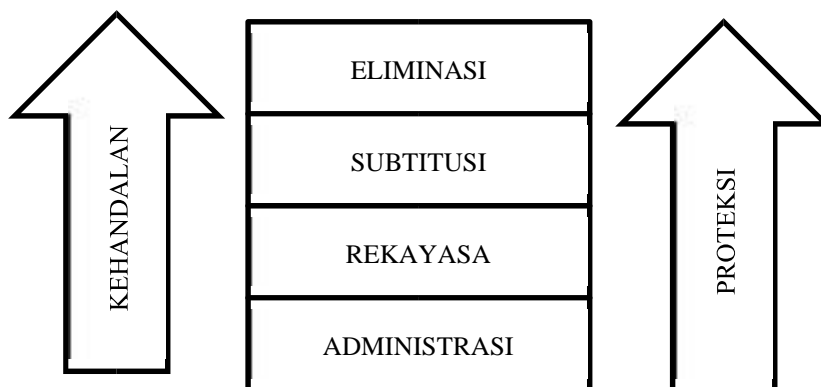 KEHANDALAN
ELIMINASI
SUBTITUSI
REKAYASA
ADMINISTRASI
PROTEKSI